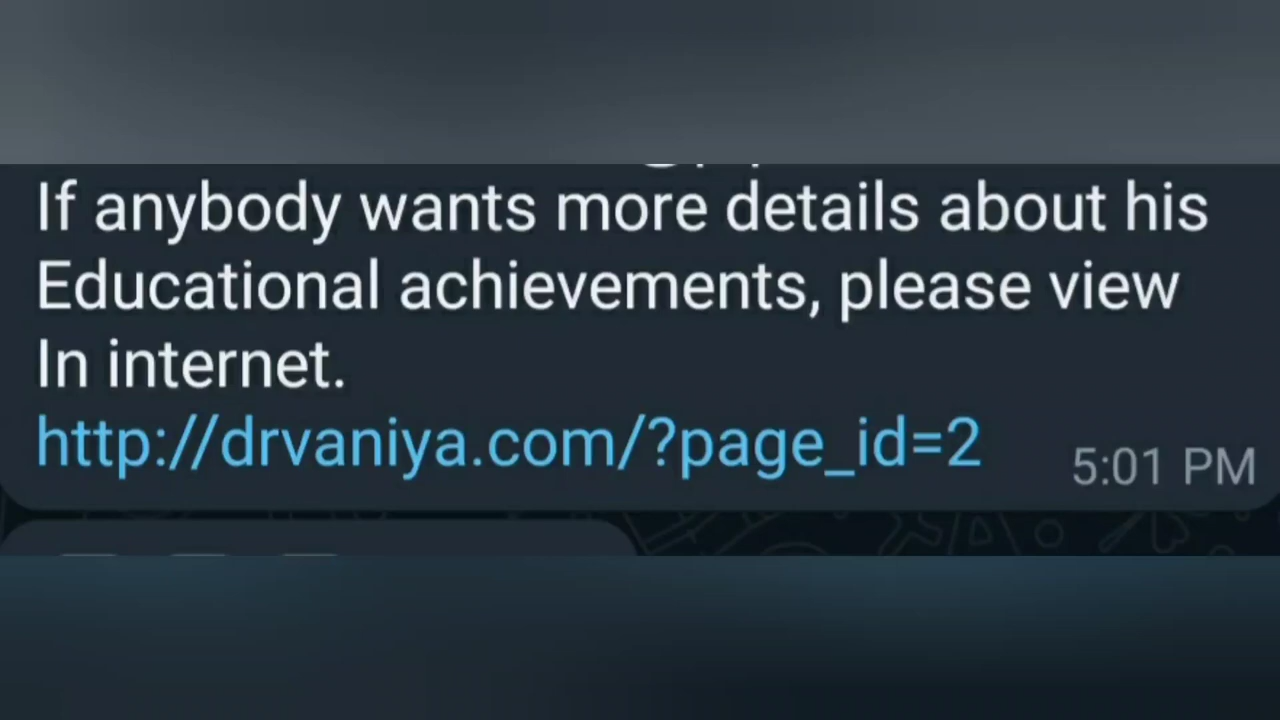 If anybody wants more details about his
Educational achievements, please view
In internet.
http://drvaniya.com/?page_id=2
5:01 PM